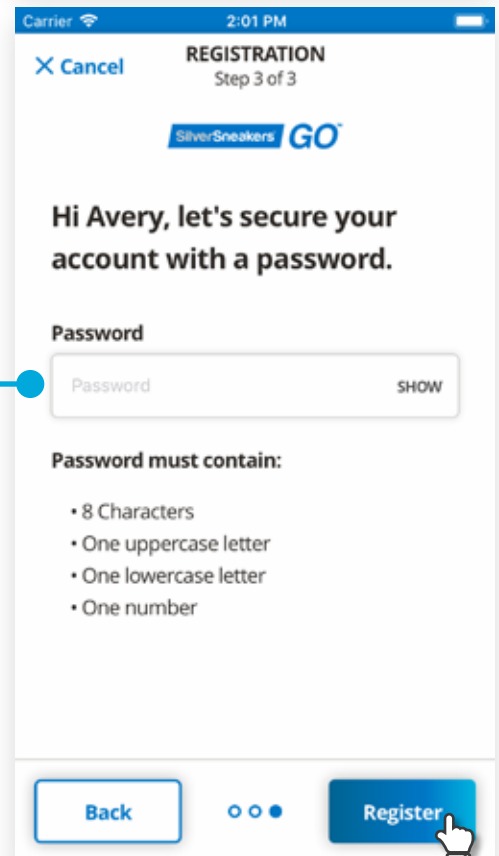 Carrier 2:01 PM
Cancel REGISTRATION
Step 3 of 3
SilverSneakers GO™
Hi Avery, let's secure your
account with a password.
Password
Password SHOW
Password must contain:
• 8 Characters
• One uppercase letter
• One lowercase letter
• One number
Back Register